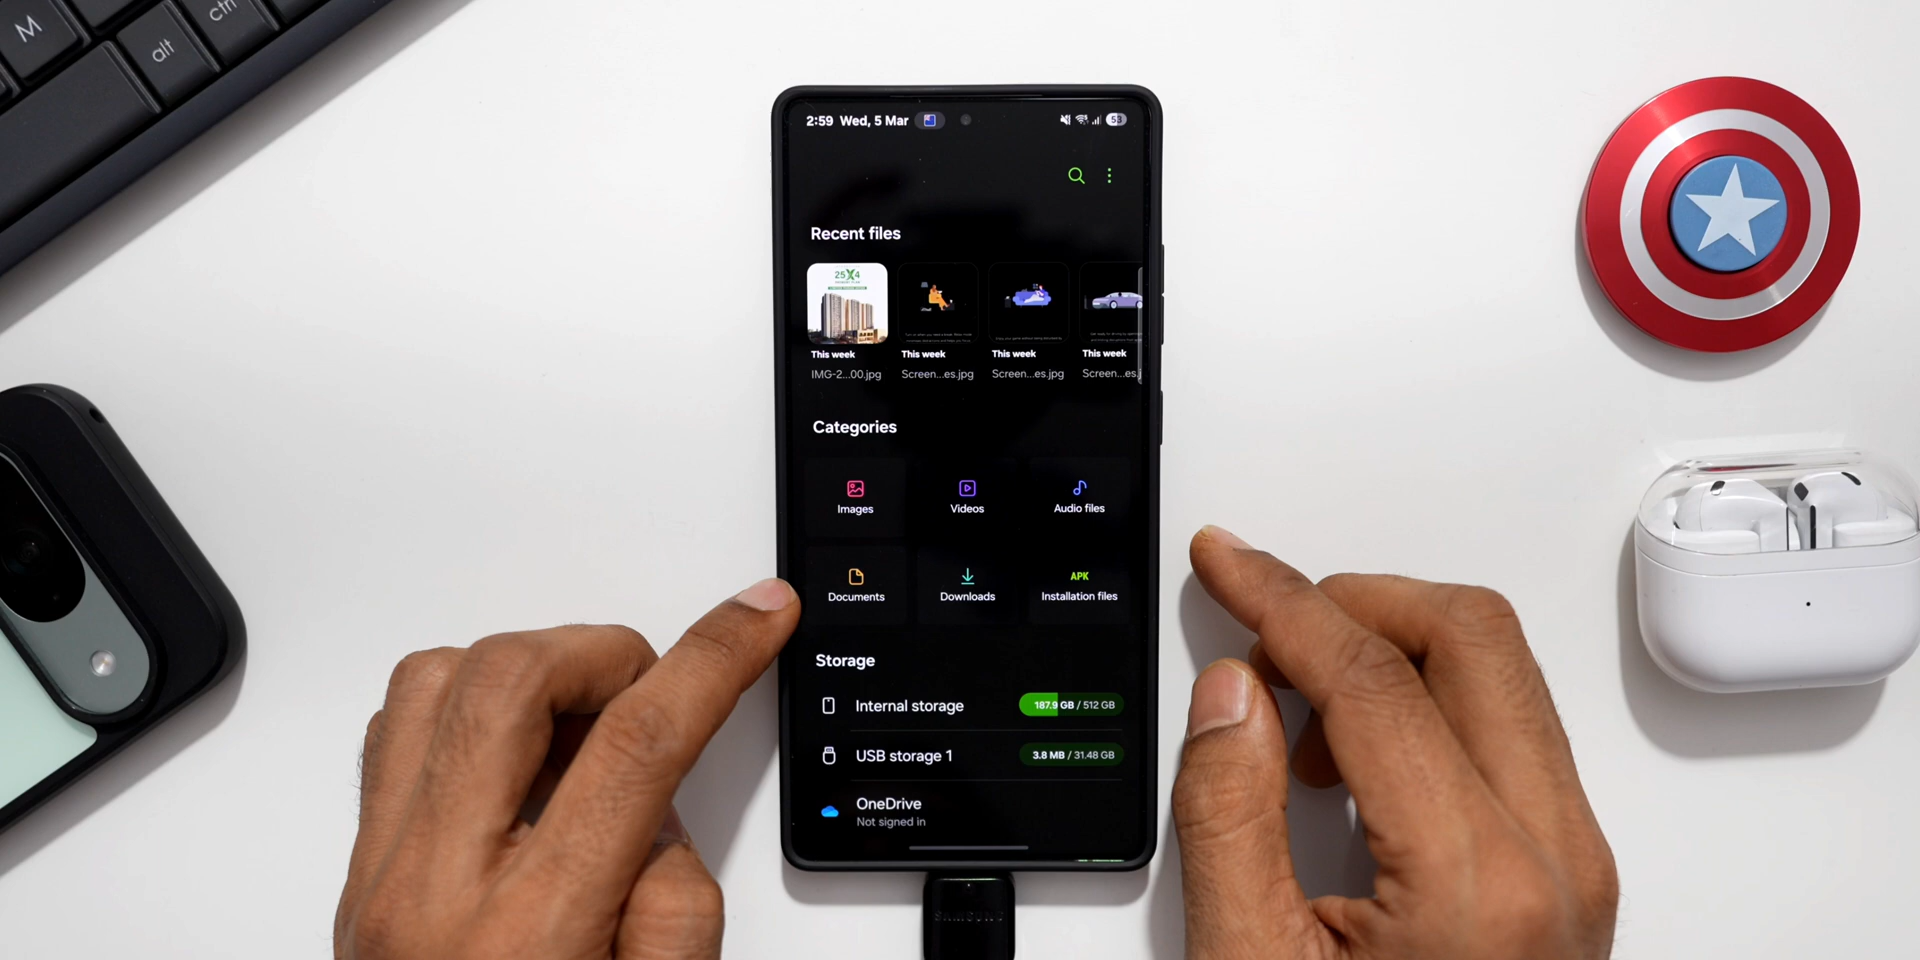 M
alt
ctrl
2:59 Wed, 5 Mar
53
Recent files
25X4
This week
This week
This week
This week
IMG-2...00.jpg
Screen...es.jpg
Screen...es.jpg
Screen...es.j
Categories
Images
Videos
Audio files
APK
Documents
Downloads
Installation files
Storage
Internal storage
187.9 GB / 512 GB
USB storage 1
3.8 MB / 31.48 GB
OneDrive
Not signed in
SAMSUNG